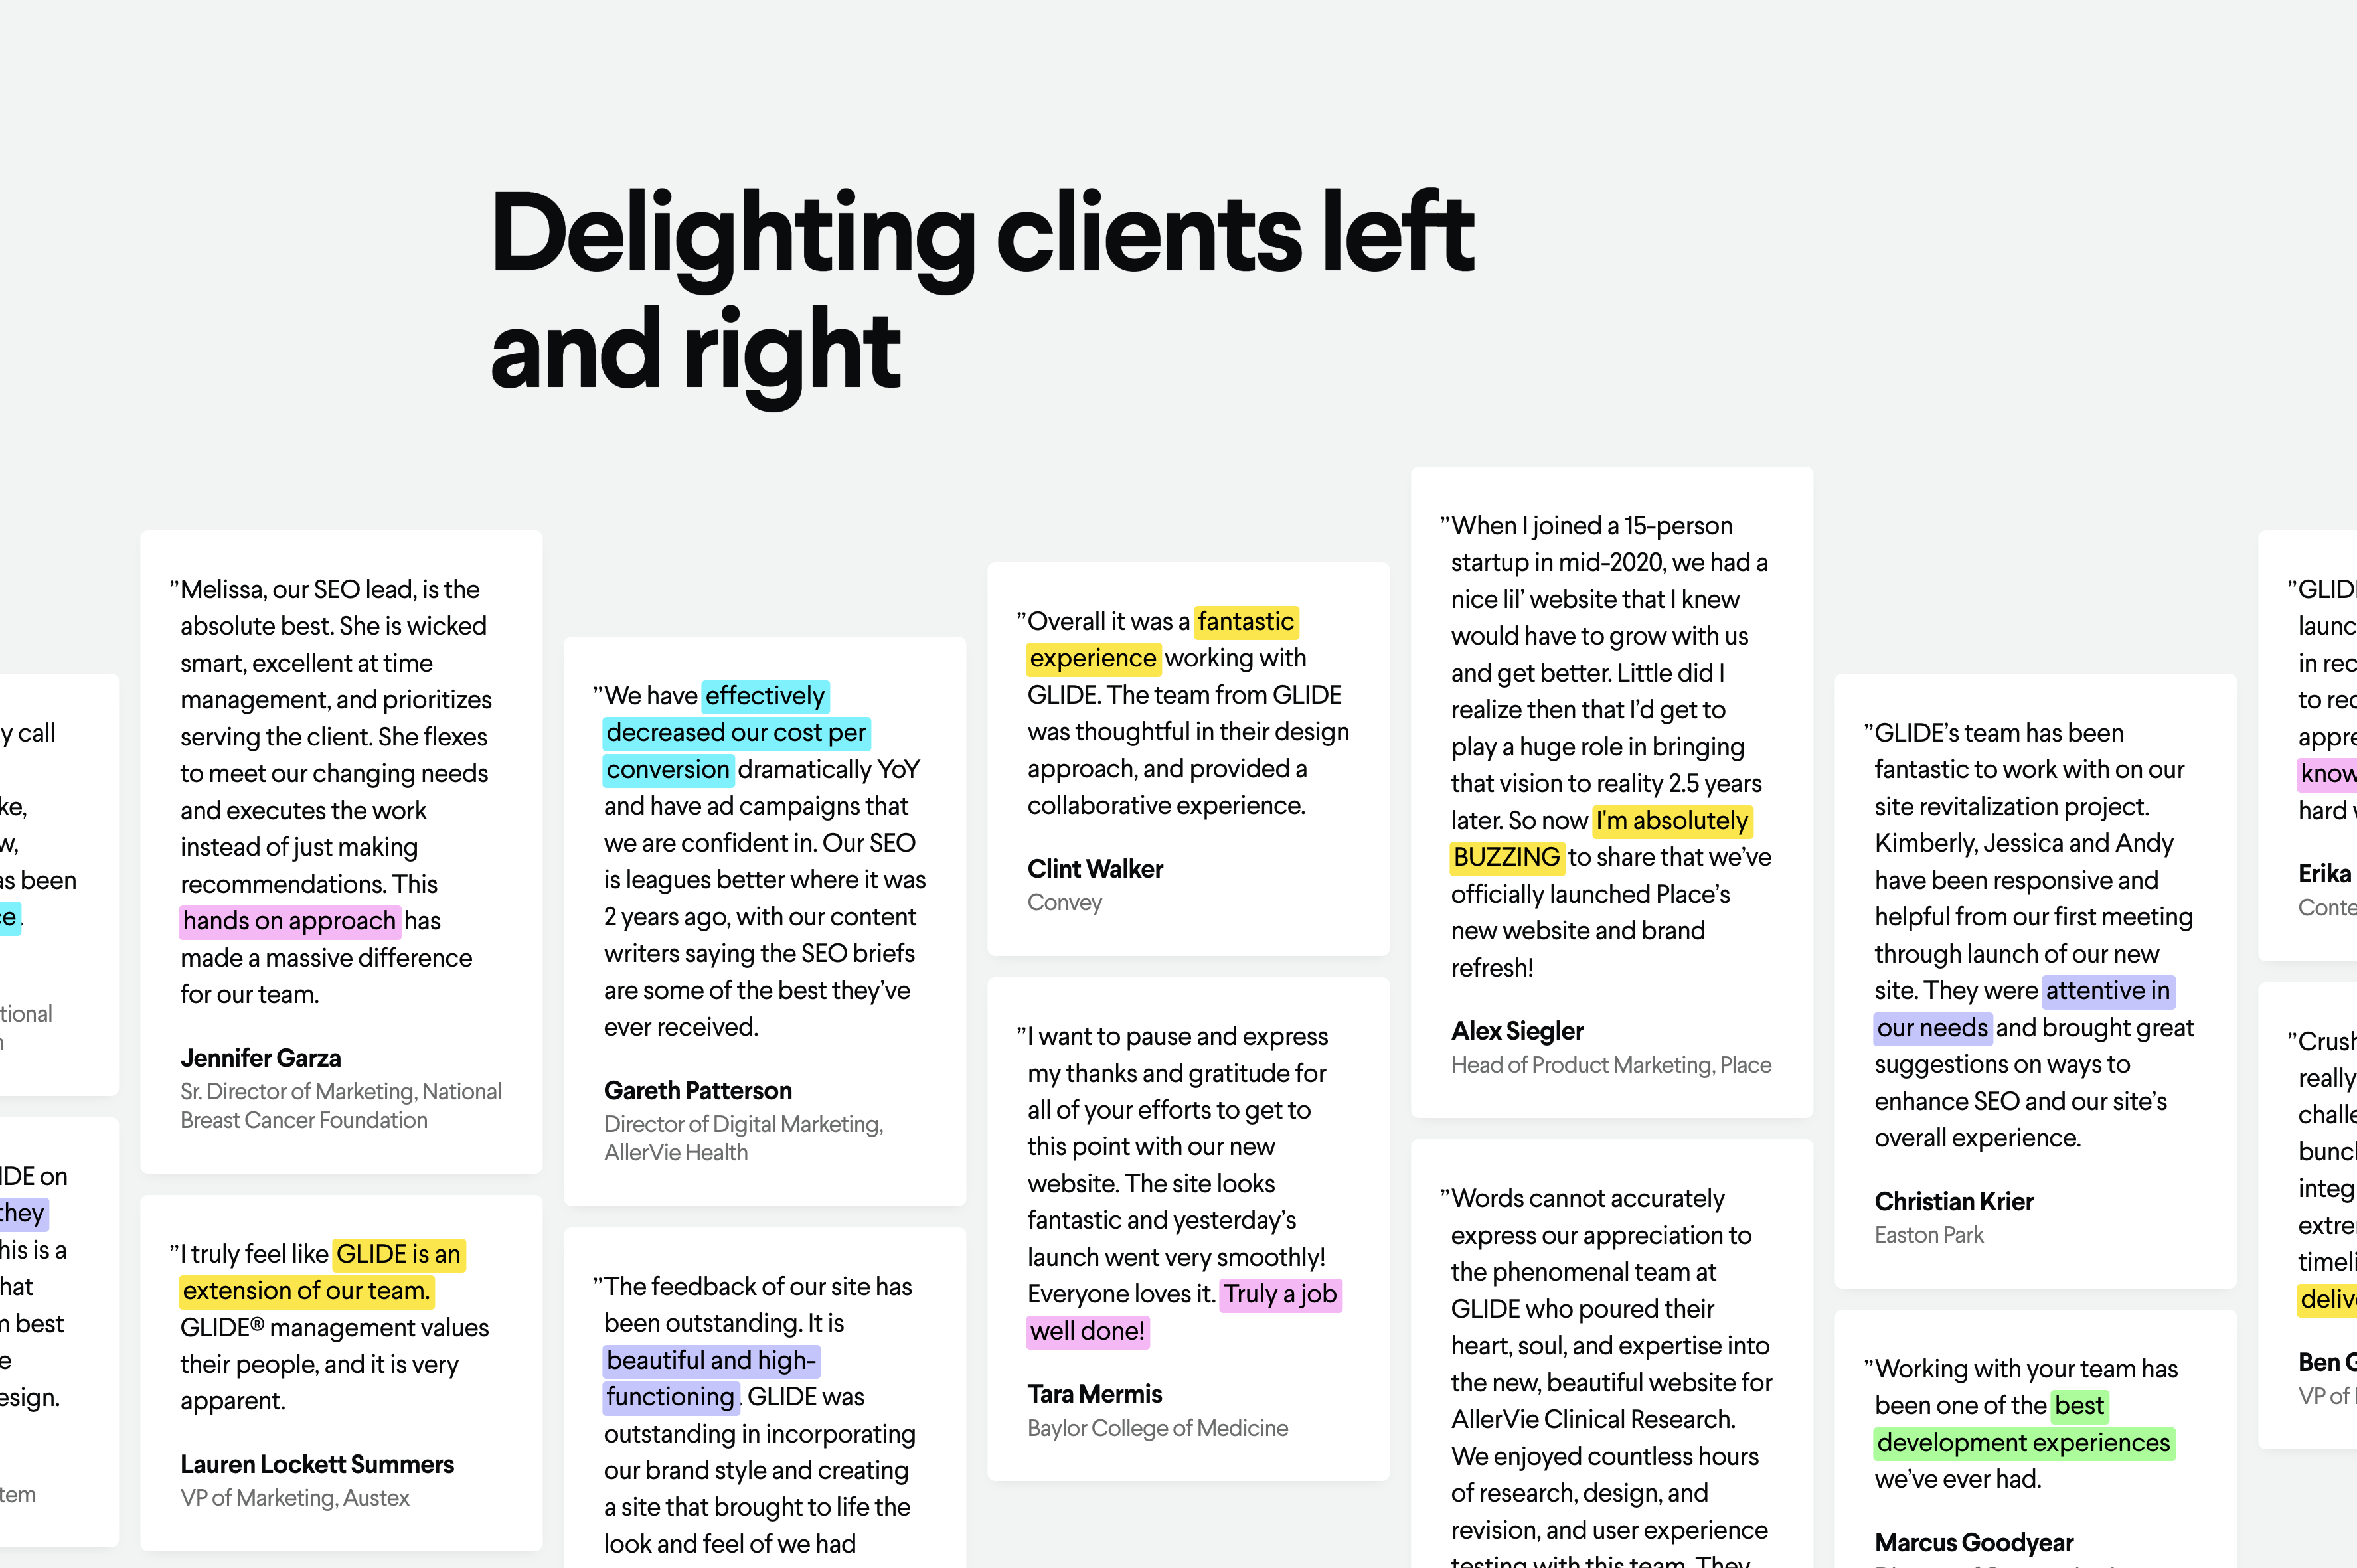 Delighting clients left
and right
y call
ke,
w,
as been
ce.
tional
IDE on
they
his is a
hat
best
e
esign.
tem
”Melissa, our SEO lead, is the
absolute best. She is wicked
smart, excellent at time
management, and prioritizes
serving the client. She flexes
to meet our changing needs
and executes the work
instead of just making
recommendations. This
hands on approach has
made a massive difference
for our team.
Jennifer Garza
Sr. Director of Marketing, National
Breast Cancer Foundation
”I truly feel like GLIDE is an
extension of our team.
GLIDE® management values
their people, and it is very
apparent.
Lauren Lockett Summers
VP of Marketing, Austex
”We have effectively
decreased our cost per
conversion dramatically YoY
and have ad campaigns that
we are confident in. Our SEO
is leagues better where it was
2 years ago, with our content
writers saying the SEO briefs
are some of the best they’ve
ever received.
Gareth Patterson
Director of Digital Marketing,
AllerVie Health
”The feedback of our site has
been outstanding. It is
beautiful and high-
functioning. GLIDE was
outstanding in incorporating
our brand style and creating
a site that brought to life the
look and feel of we had
”Overall it was a fantastic
experience working with
GLIDE. The team from GLIDE
was thoughtful in their design
approach, and provided a
collaborative experience.
Clint Walker
Convey
”I want to pause and express
my thanks and gratitude for
all of your efforts to get to
this point with our new
website. The site looks
fantastic and yesterday’s
launch went very smoothly!
Everyone loves it. Truly a job
well done!
Tara Mermis
Baylor College of Medicine
”When I joined a 15-person
startup in mid-2020, we had a
nice lil’ website that I knew
would have to grow with us
and get better. Little did I
realize then that I’d get to
play a huge role in bringing
that vision to reality 2.5 years
later. So now I'm absolutely
BUZZING to share that we’ve
officially launched Place’s
new website and brand
refresh!
Alex Siegler
Head of Product Marketing, Place
”Words cannot accurately
express our appreciation to
the phenomenal team at
GLIDE who poured their
heart, soul, and expertise into
the new, beautiful website for
AllerVie Clinical Research.
We enjoyed countless hours
of research, design, and
revision, and user experience
testing with this team. They
”GLIDE’s team has been
fantastic to work with on our
site revitalization project.
Kimberly, Jessica and Andy
have been responsive and
helpful from our first meeting
through launch of our new
site. They were attentive in
our needs and brought great
suggestions on ways to
enhance SEO and our site’s
overall experience.
Christian Krier
Easton Park
”Working with your team has
been one of the best
development experiences
we’ve ever had.
Marcus Goodyear
”GLID
launc
in rec
to rec
appre
know
hard
Erika
Conte
”Crush
really
challe
bunch
integ
extre
timeli
delive
Ben G
VP of